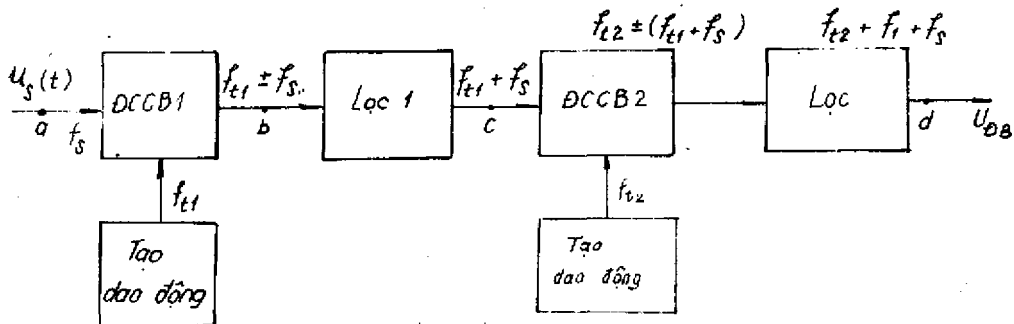 u_s(t)
a
f_s
ĐCCB1
f_t1 ± f_s
b
Lọc 1
f_t1 + f_s
c
f_t2 ± (f_t1 + f_s)
ĐCCB2
f_t2 + f_1 + f_s
Lọc
d
U_ĐB
f_t1
Tạo
dao động
f_t2
Tạo
dao động